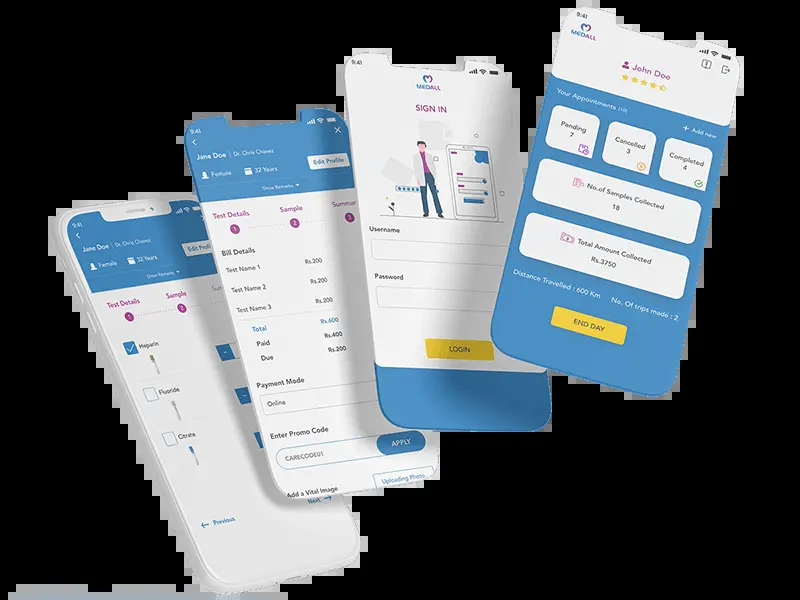 9:41
Jane Doe | Dr. Chris Chavez
Female 32 Years
Edit Profile
Show Remarks
Test Details Sample
1 2
Heparin
Fluoride
Citrate
Previous
Next
9:41
Jane Doe | Dr. Chris Chavez
Female 32 Years
Edit Profile
Show Remarks
Test Details Sample Summar
1 2 3
Bill Details
Test Name 1 Rs.200
Test Name 2 Rs.200
Test Name 3 Rs.200
Total Rs.600
Paid Rs.400
Due Rs.200
Payment Mode
Online
Enter Promo Code
CARECODE01 APPLY
Add a Vital Image
Uploading Photo
9:41
MEDALL
SIGN IN
Username
Password
LOGIN
9:41
MEDALL
John Doe
Your Appointments (10)
+ Add new
Pending
7
Cancelled
3
Completed
4
No.of Samples Collected
18
Total Amount Collected
Rs.3750
Distance Travelled : 600 Km No. Of trips made : 2
END DAY